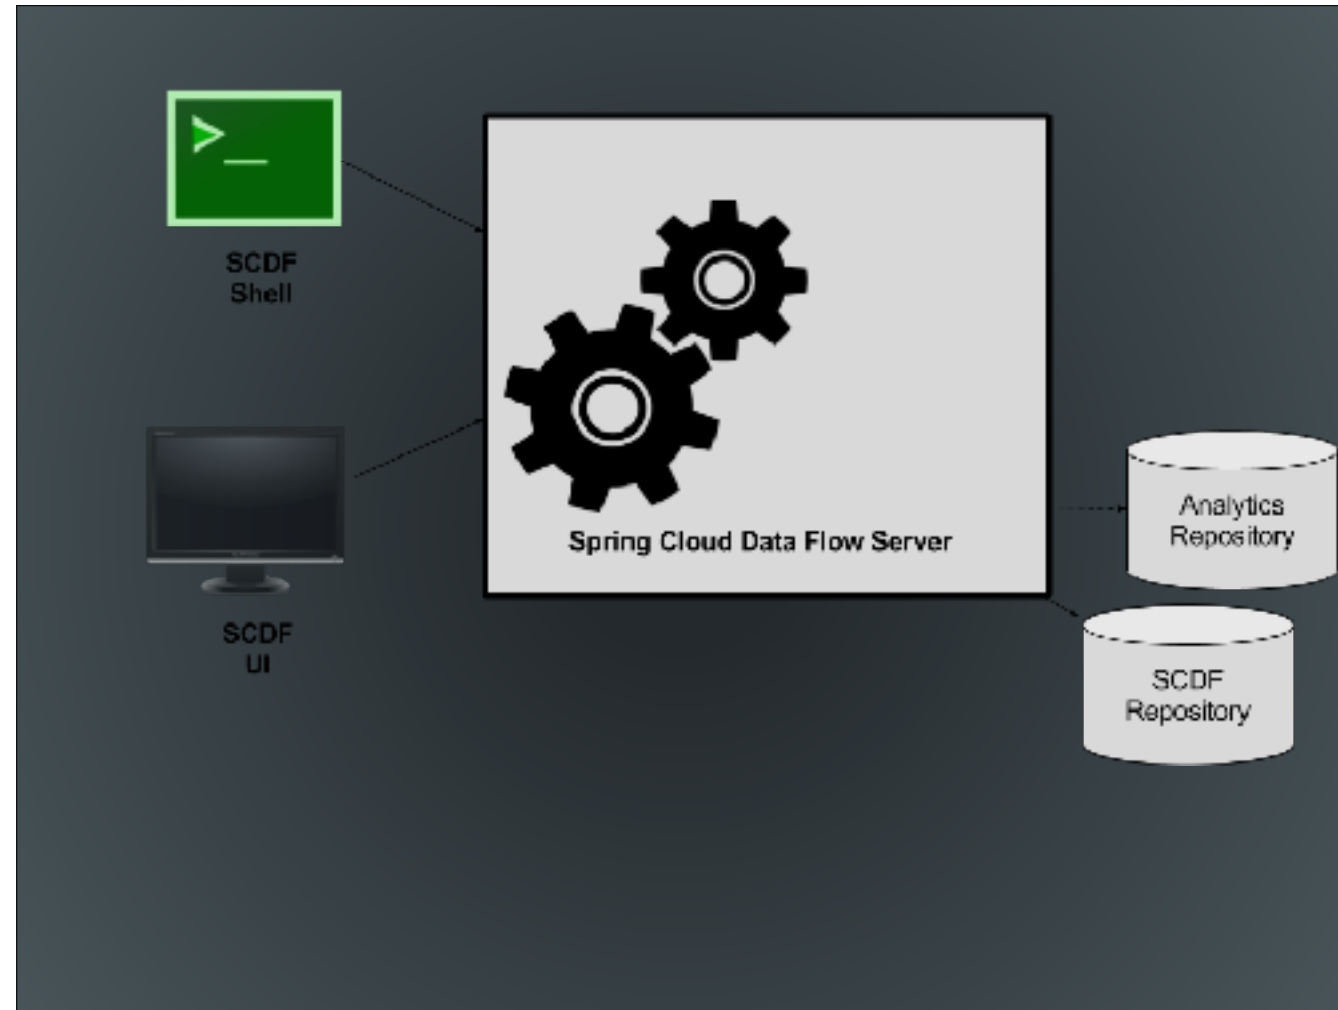 >_
SCDF
Shell
SCDF
UI
Spring Cloud Data Flow Server
Analytics
Repository
SCDF
Repository